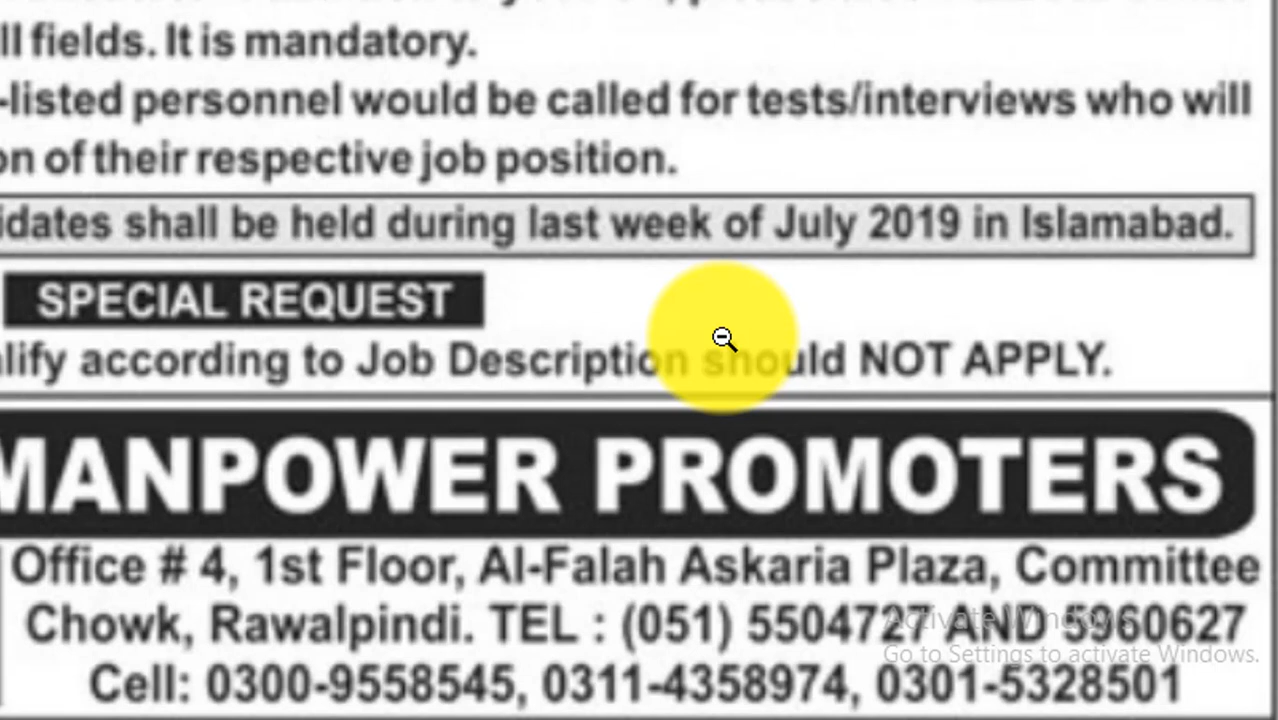 ll fields. It is mandatory.
-listed personnel would be called for tests/interviews who will
on of their respective job position.
idates shall be held during last week of July 2019 in Islamabad.
SPECIAL REQUEST
alify according to Job Description should NOT APPLY.
MANPOWER PROMOTERS
Office # 4, 1st Floor, Al-Falah Askaria Plaza, Committee
Chowk, Rawalpindi. TEL : (051) 5504727 AND 5960627
Cell: 0300-9558545, 0311-4358974, 0301-5328501
Activate Windows
Go to Settings to activate Windows.